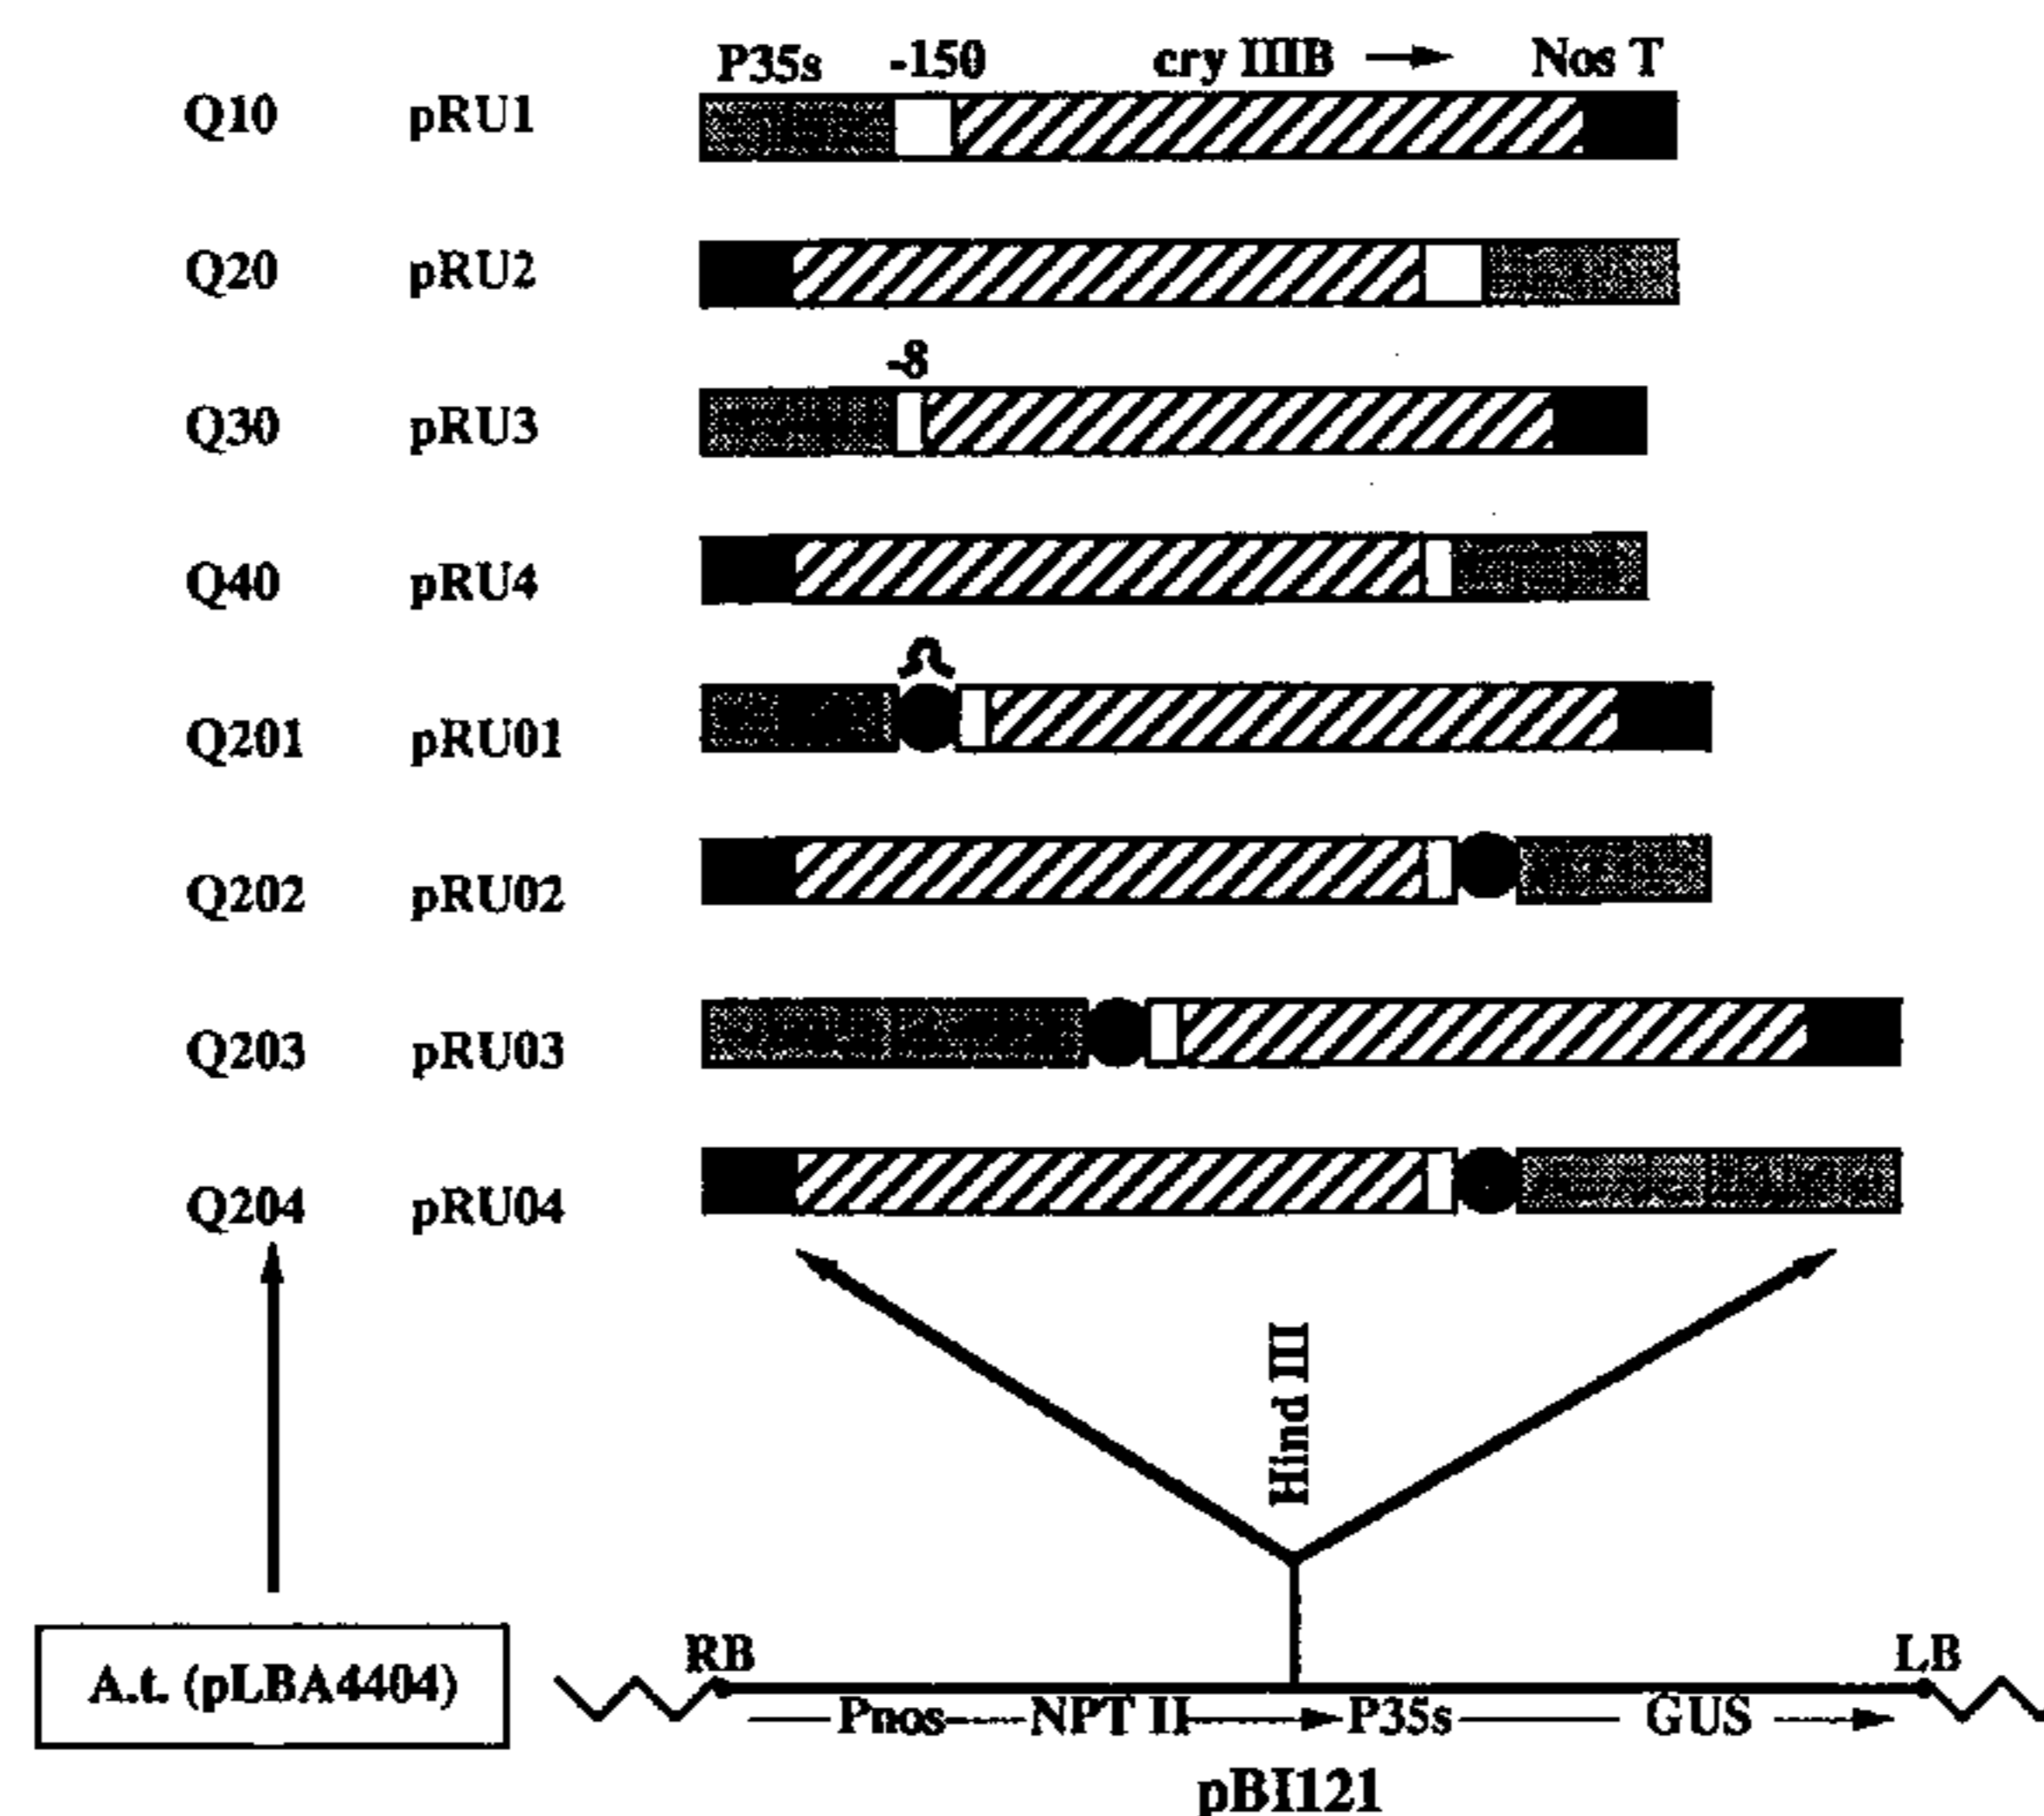 P35s -150 cry IIIB Nos T
Q10 pRU1
Q20 pRU2
-8
Q30 pRU3
Q40 pRU4
Ω
Q201 pRU01
Q202 pRU02
Q203 pRU03
Q204 pRU04
Hind III
RB LB
A.t. (pLBA4404)
Pnos NPT II P35s GUS
pBI121